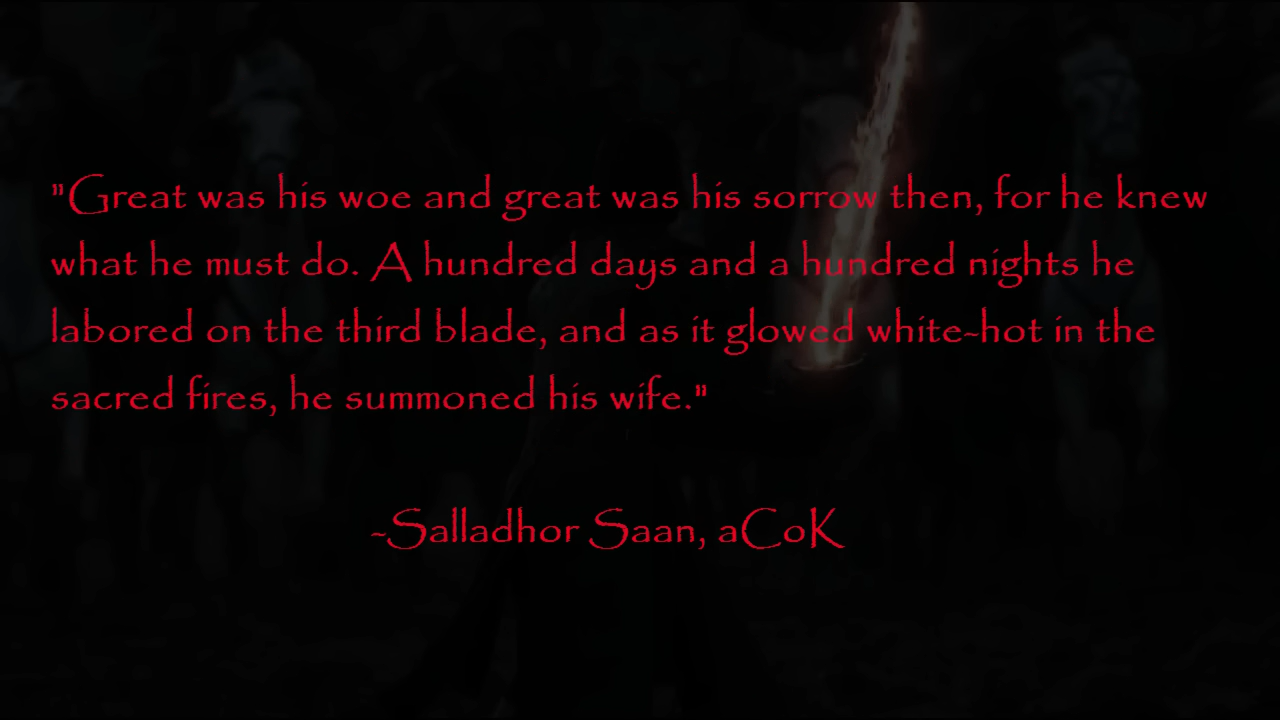 "Great was his woe and great was his sorrow then, for he knew
what he must do. A hundred days and a hundred nights he
labored on the third blade, and as it glowed white-hot in the
sacred fires, he summoned his wife."
-Salladhor Saan, aCoK